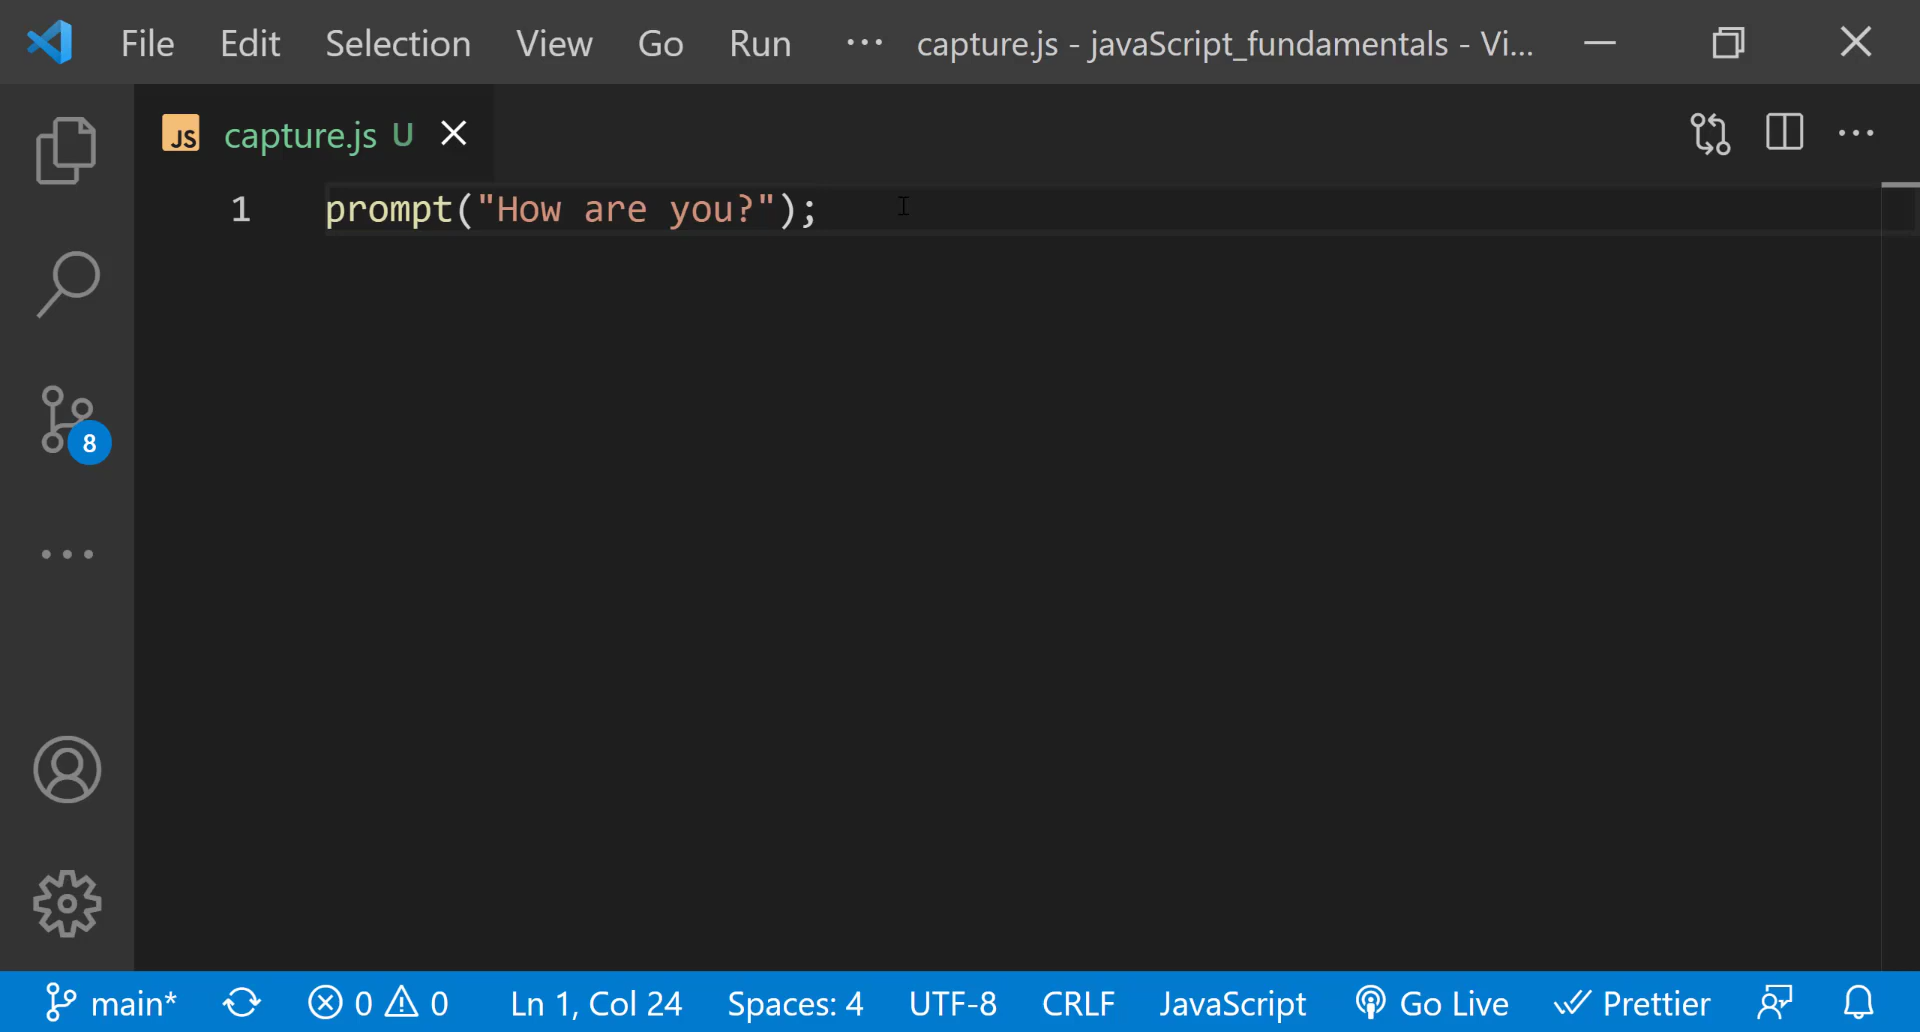 File Edit Selection View Go Run ··· capture.js - javaScript_fundamentals - Vi...
JS capture.js U
1 prompt("How are you?");
8
main* 0 0 Ln 1, Col 24 Spaces: 4 UTF-8 CRLF JavaScript Go Live Prettier